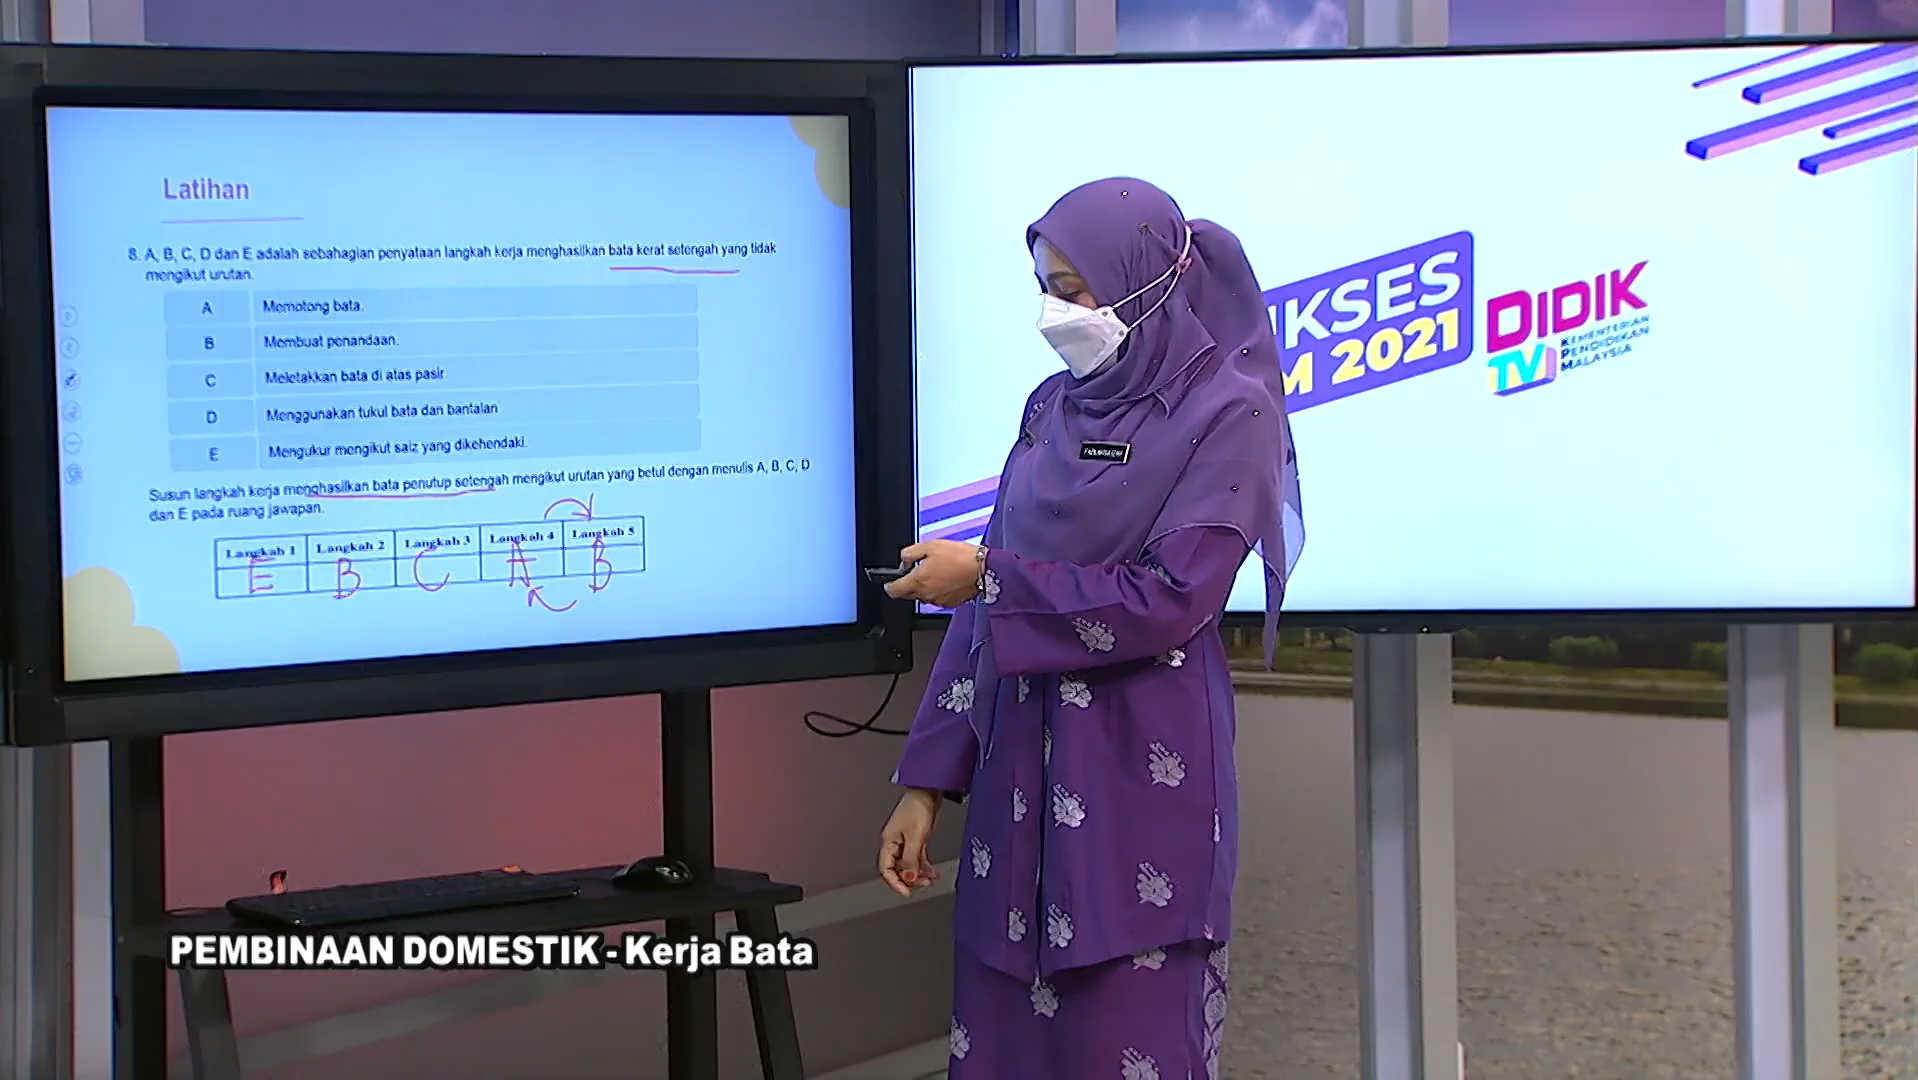 Latihan
8. A, B, C, D dan E adalah sebahagian penyataan langkah kerja menghasilkan bata kerat setengah yang tidak
mengikut urutan.
A Memotong bata.
B Membuat penandaan.
C Meletakkan bata di atas pasir
D Menggunakan tukul bata dan bantalan
E Mengukur mengikut saiz yang dikehendaki.
Susun langkah kerja menghasilkan bata penutup setengah mengikut urutan yang betul dengan menulis A, B, C, D
dan E pada ruang jawapan.
Langkah 1 Langkah 2 Langkah 3 Langkah 4 Langkah 5
E B C A B
KSES
M 2021
DIDIK
TV
KEMENTERIAN
PENDIDIKAN
MALAYSIA
PEMBINAAN DOMESTIK - Kerja Bata